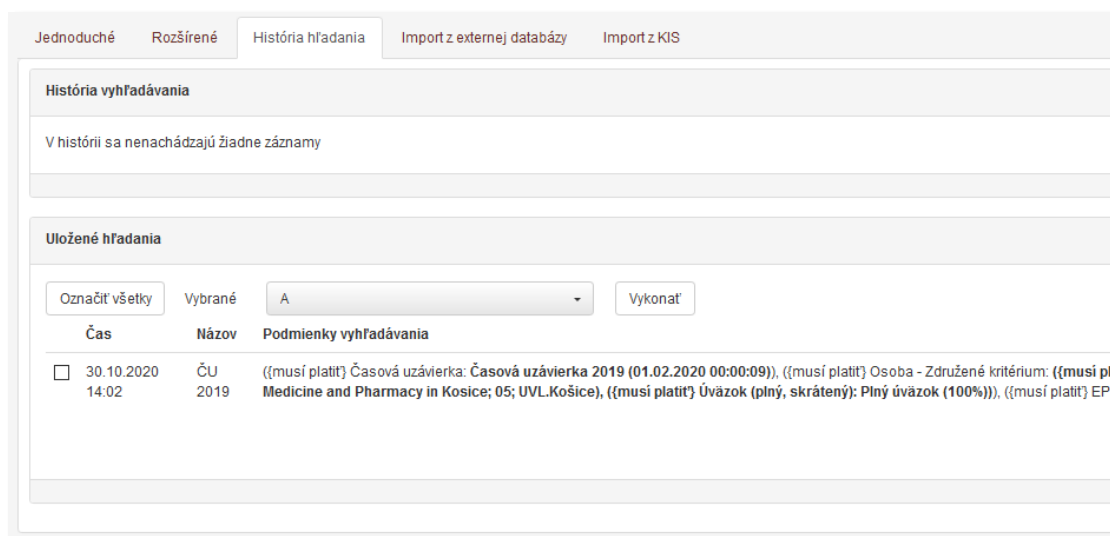 Jednoduché Rozšírené História hľadania Import z externej databázy Import z KIS
História vyhľadávania
V histórii sa nenachádzajú žiadne záznamy
Uložené hľadania
Označiť všetky Vybrané A Vykonať
Čas Názov Podmienky vyhľadávania
30.10.2020 ČU ({musí platiť} Časová uzávierka: Časová uzávierka 2019 (01.02.2020 00:00:09)), ({musí platiť} Osoba - Združené kritérium: ({musí
14:02 2019 Medicine and Pharmacy in Kosice; 05; UVL.Košice), ({musí platiť} Úväzok (plný, skrátený): Plný úväzok (100%))), ({musí platiť} EP